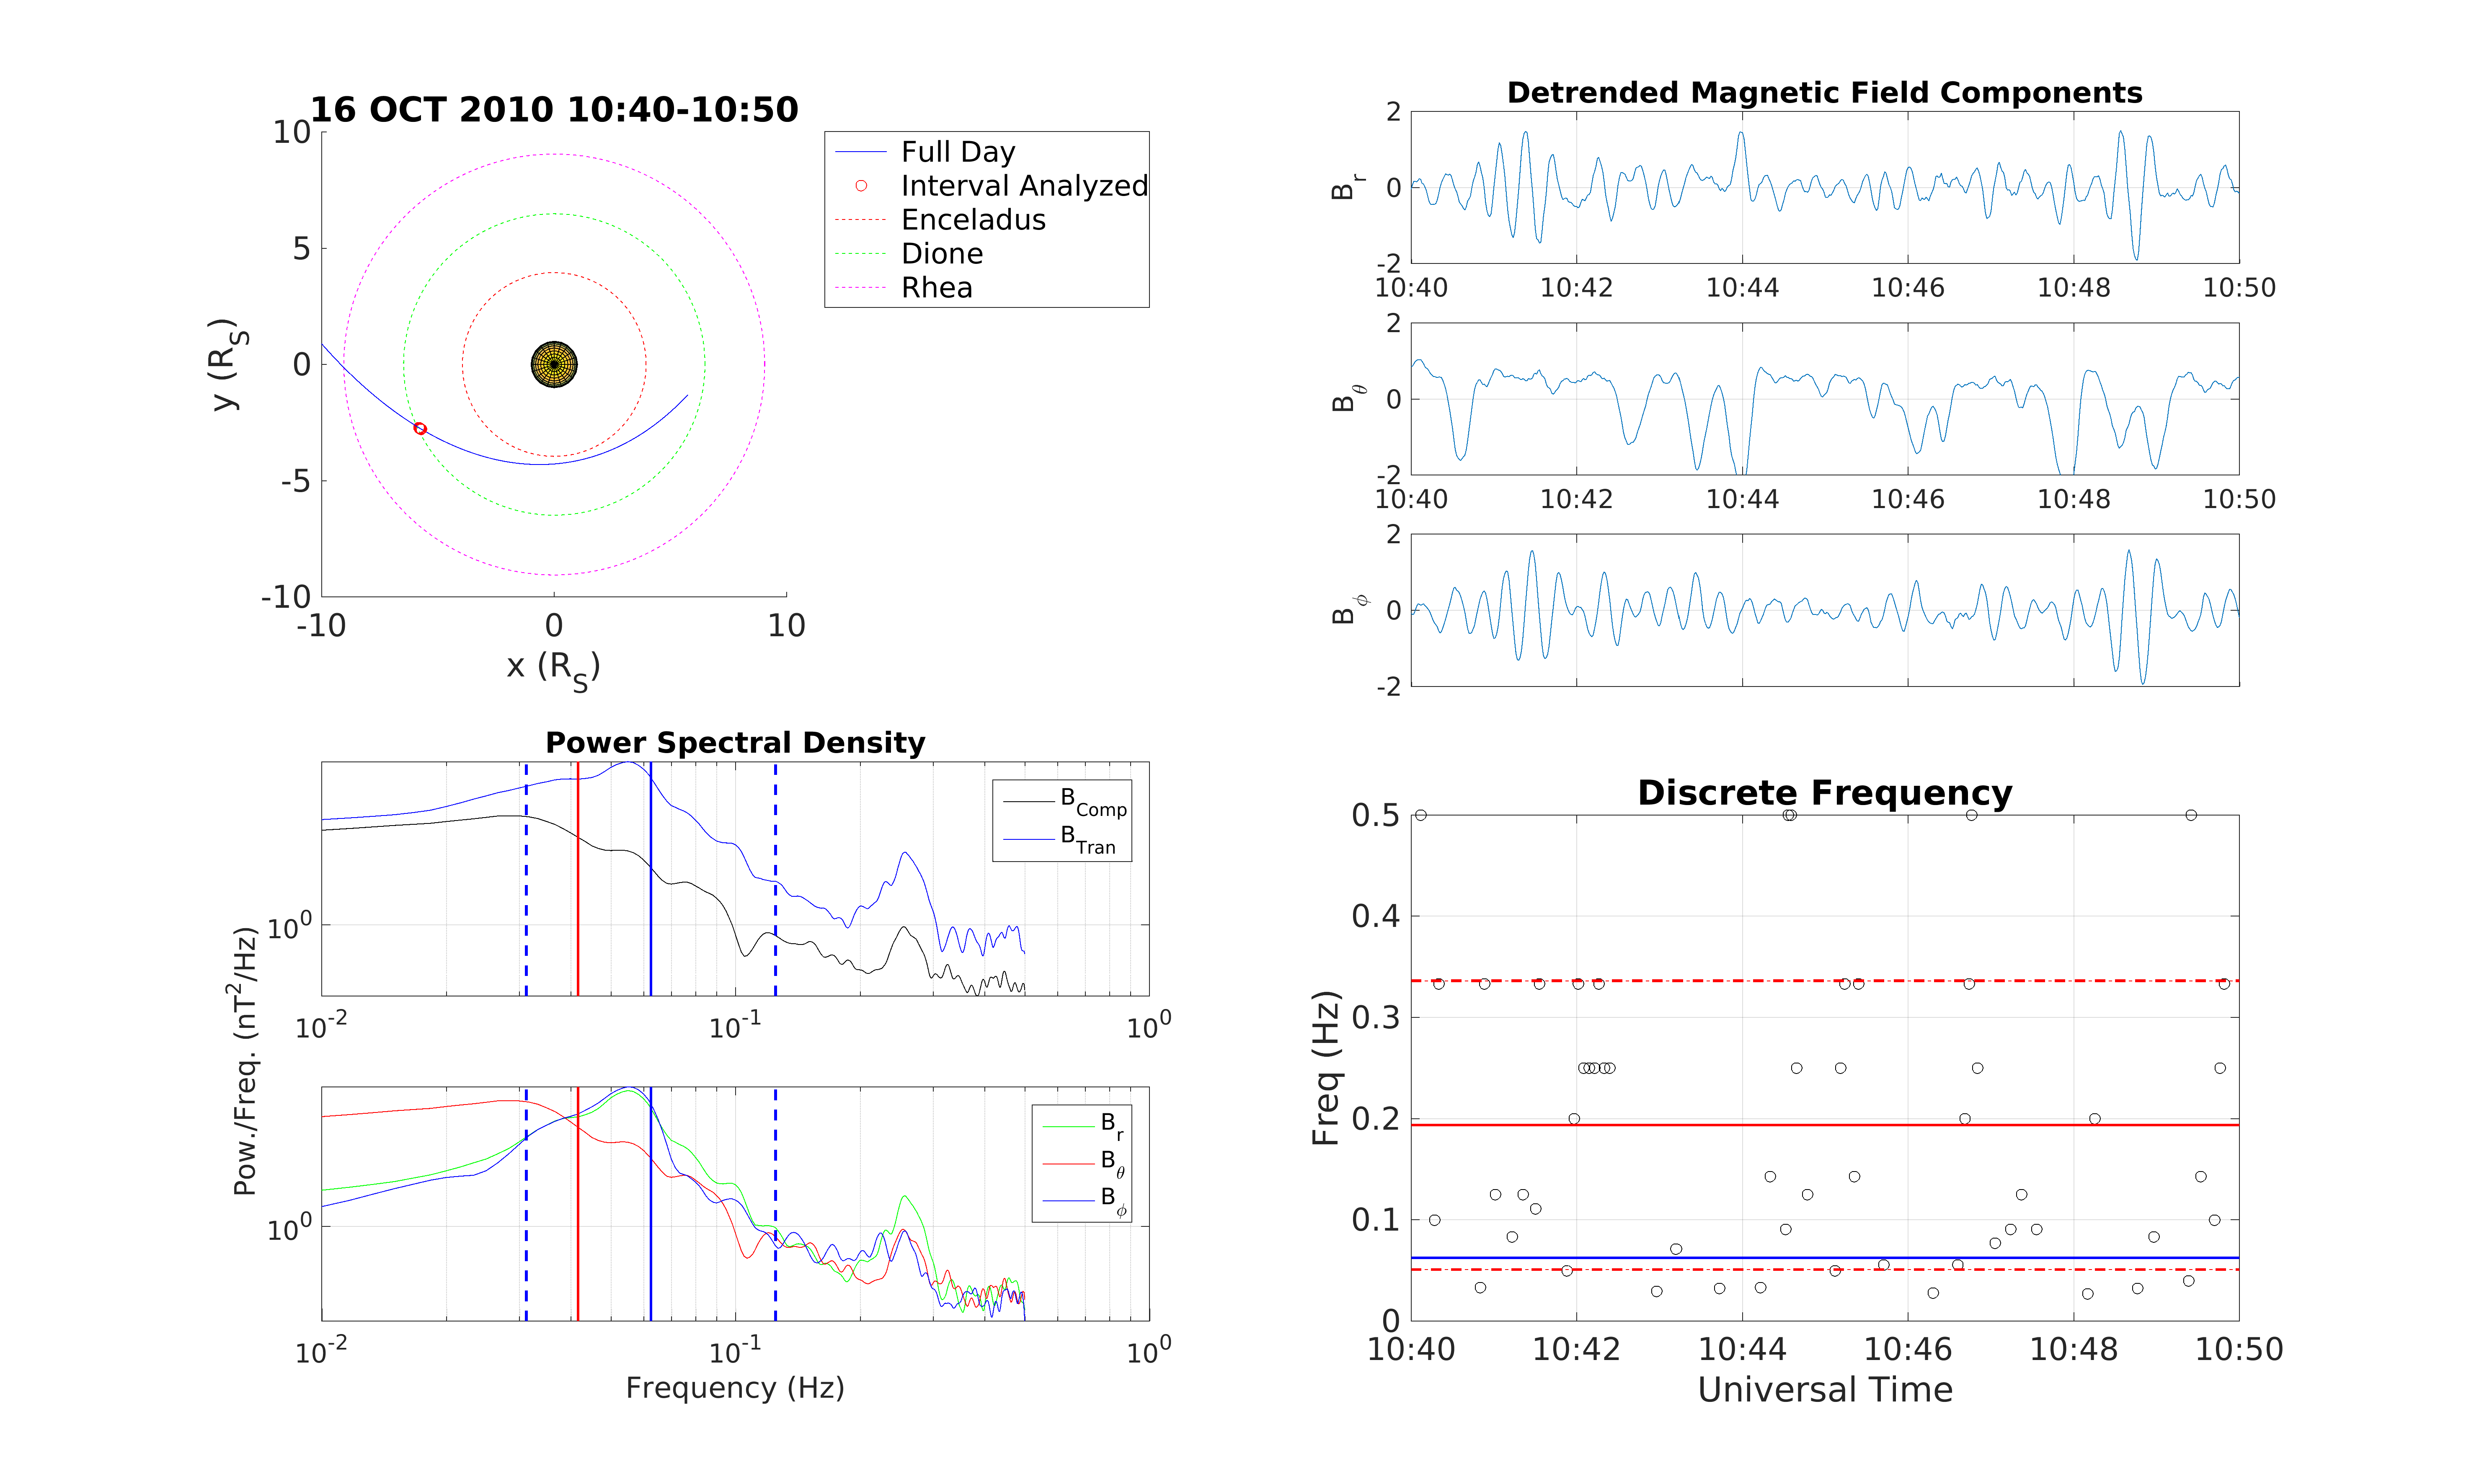 16 OCT 2010 10:40-10:50
10
5
0
-5
-10
-10 0 10
y (R_S)
x (R_S)
Full Day
Interval Analyzed
Enceladus
Dione
Rhea
Detrended Magnetic Field Components
2
0
-2
B_r
10:40 10:42 10:44 10:46 10:48 10:50
2
0
-2
B_θ
10:40 10:42 10:44 10:46 10:48 10:50
2
0
-2
B_ϕ
Power Spectral Density
B_Comp
B_Tran
10^0
10^-2 10^-1 10^0
Pow./Freq. (nT^2/Hz)
B_r
B_θ
B_ϕ
10^0
10^-2 10^-1 10^0
Frequency (Hz)
Discrete Frequency
0.5
0.4
0.3
0.2
0.1
0
Freq (Hz)
10:40 10:42 10:44 10:46 10:48 10:50
Universal Time